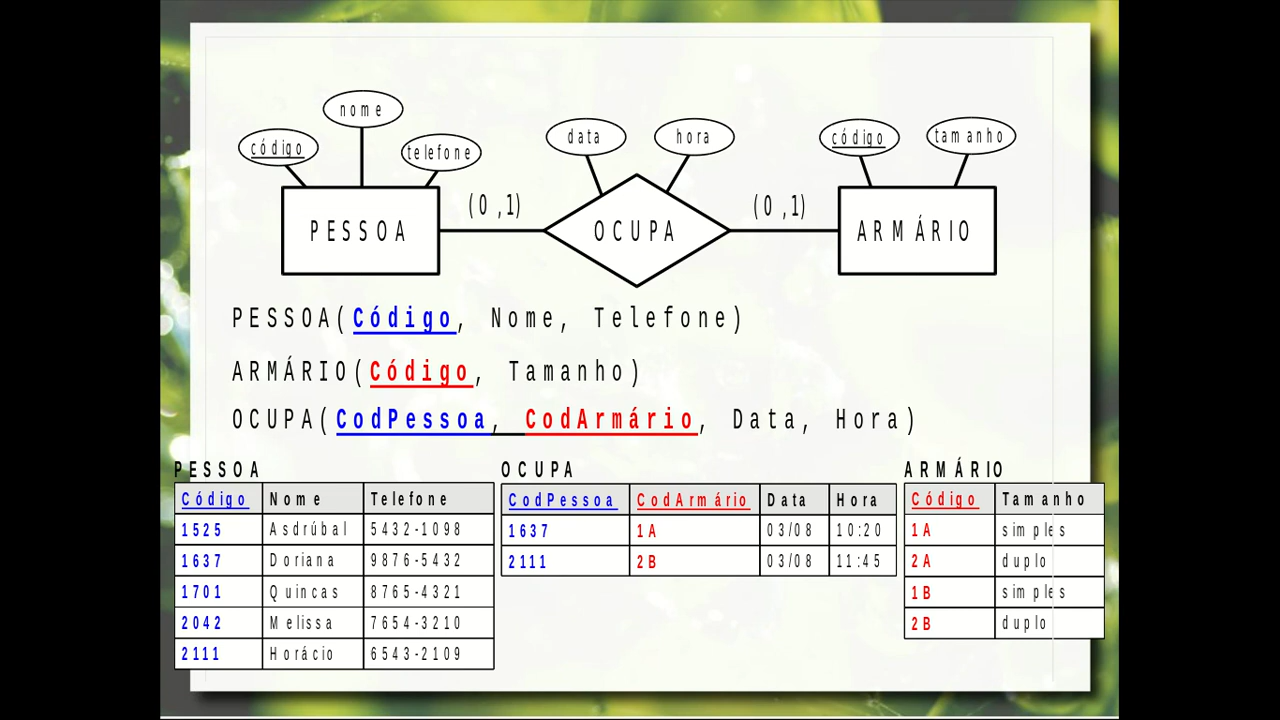 nome
código
telefone
data
hora
código
tamanho
PESSOA
(0,1)
OCUPA
(0,1)
ARMÁRIO
PESSOA(Código, Nome, Telefone)
ARMÁRIO(Código, Tamanho)
OCUPA(CodPessoa, CodArmário, Data, Hora)
PESSOA
Código Nome Telefone
1525 Asdrúbal 5432-1098
1637 Doriana 9876-5432
1701 Quincas 8765-4321
2042 Melissa 7654-3210
2111 Horácio 6543-2109
OCUPA
CodPessoa CodArmário Data Hora
1637 1A 03/08 10:20
2111 2B 03/08 11:45
ARMÁRIO
Código Tamanho
1A simples
2A duplo
1B simples
2B duplo